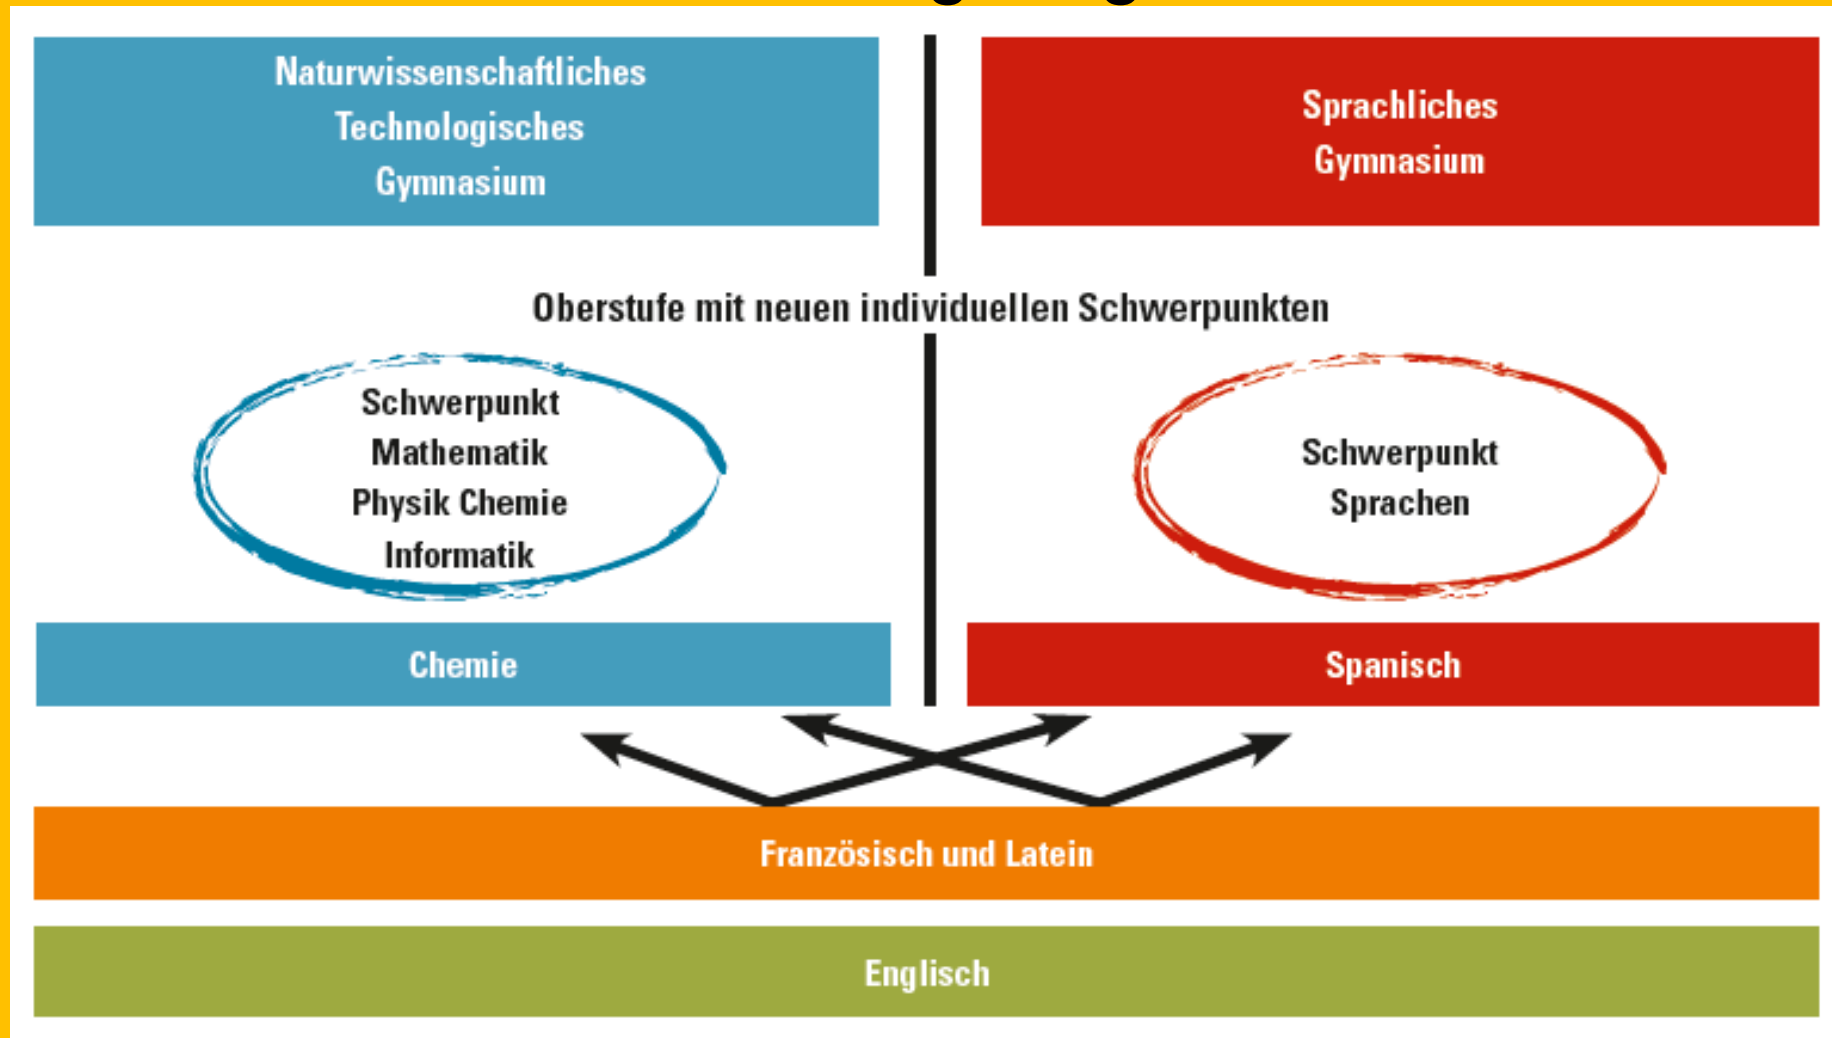 Naturwissenschaftliches
Technologisches
Gymnasium
Sprachliches
Gymnasium
Oberstufe mit neuen individuellen Schwerpunkten
Schwerpunkt
Mathematik
Physik Chemie
Informatik
Schwerpunkt
Sprachen
Chemie
Spanisch
Französisch und Latein
Englisch